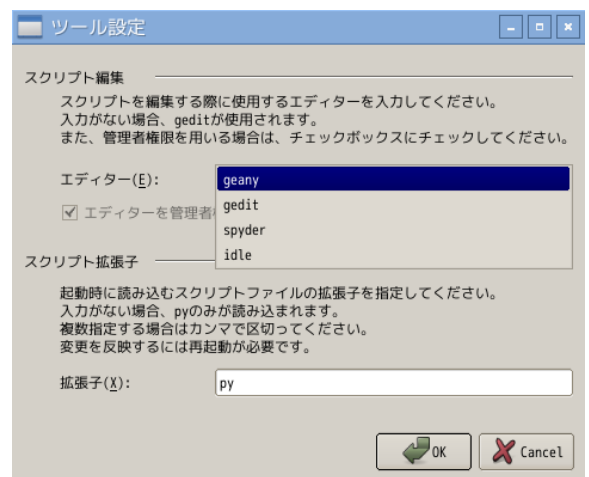 ツール設定
スクリプト編集
スクリプトを編集する際に使用するエディターを入力してください。
入力がない場合、geditが使用されます。
また、管理者権限を用いる場合は、チェックボックスにチェックしてください。
エディター(E):
geany
gedit
エディターを管理者
spyder
idle
スクリプト拡張子
起動時に読み込むスクリプトファイルの拡張子を指定してください。
入力がない場合、pyのみが読み込まれます。
複数指定する場合はカンマで区切ってください。
変更を反映するには再起動が必要です。
拡張子(X):
py
OK
Cancel